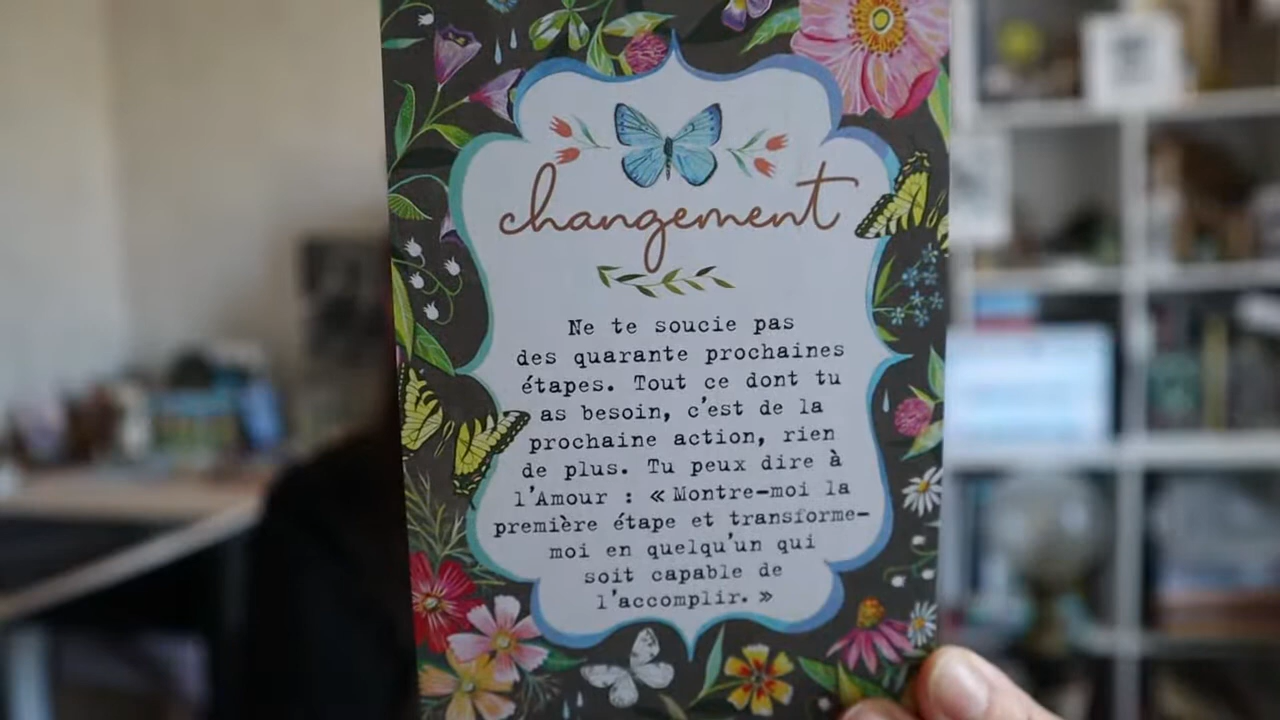 changement
Ne te soucie pas
des quarante prochaines
étapes. Tout ce dont tu
as besoin, c'est de la
prochaine action, rien
de plus. Tu peux dire à
l'Amour : « Montre-moi la
première étape et transforme-
moi en quelqu'un qui
soit capable de
l'accomplir. »